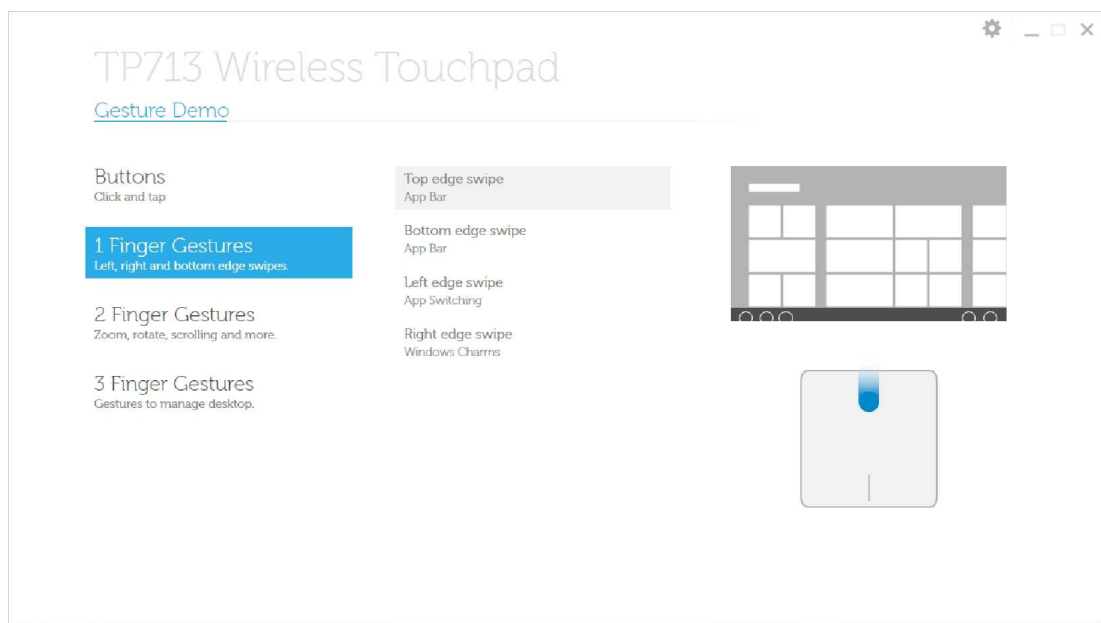 TP713 Wireless Touchpad
Gesture Demo
Buttons
Click and tap
1 Finger Gestures
Left, right and bottom edge swipes.
2 Finger Gestures
Zoom, rotate, scrolling and more.
3 Finger Gestures
Gestures to manage desktop.
Top edge swipe
App Bar
Bottom edge swipe
App Bar
Left edge swipe
App Switching
Right edge swipe
Windows Charms